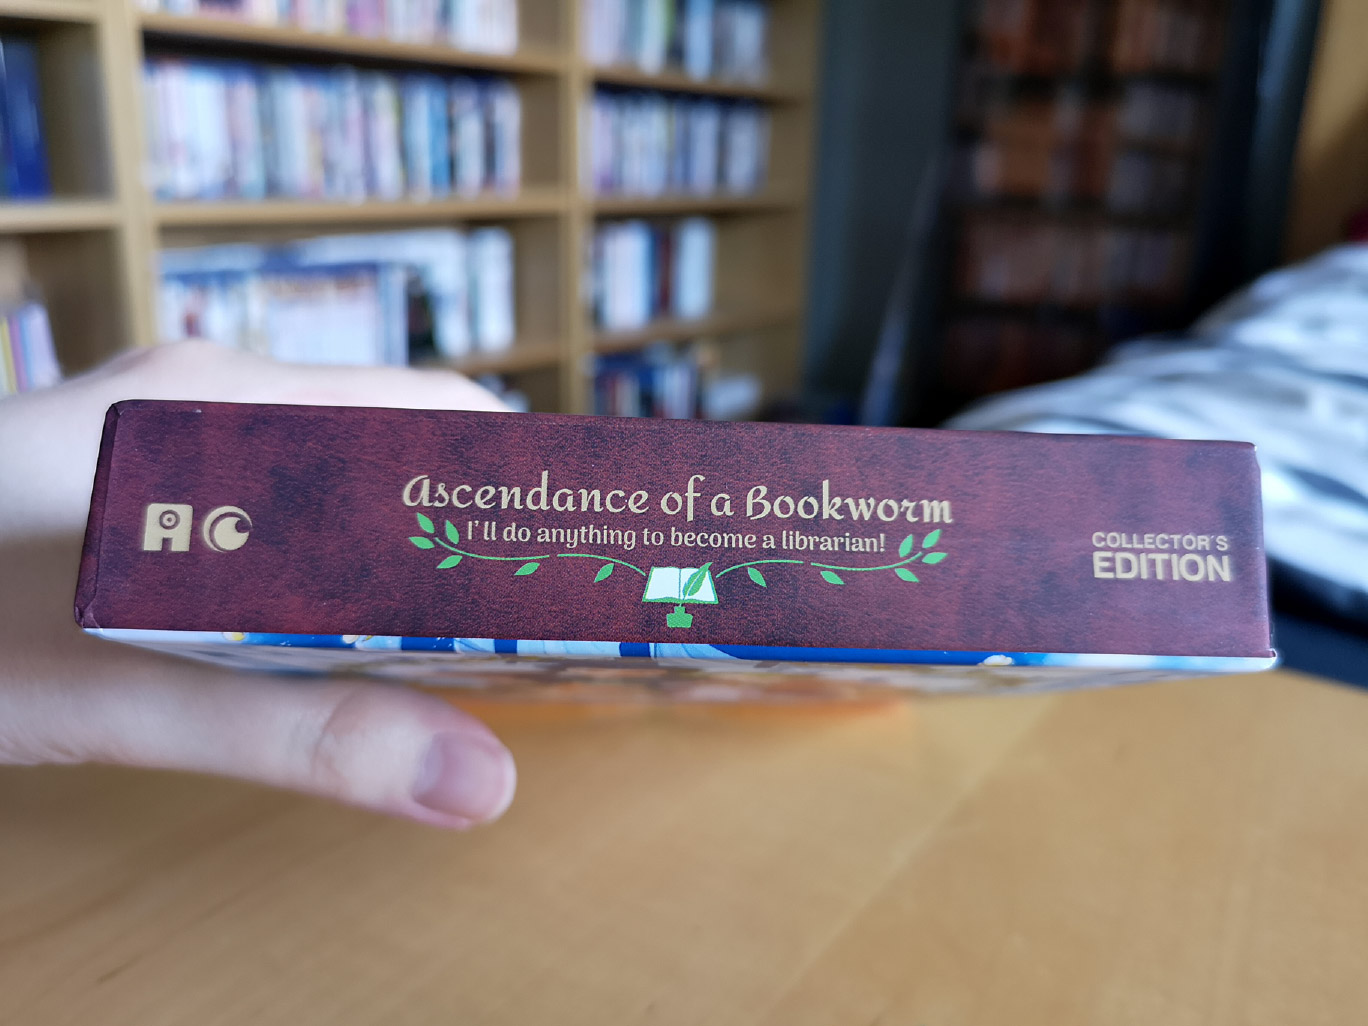 Ascendance of a Bookworm
I'll do anything to become a librarian!
COLLECTOR'S
EDITION